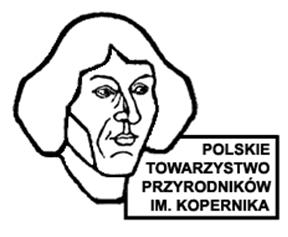 POLSKIE
TOWARZYSTWO
PRZYRODNIKÓW
IM. KOPERNIKA